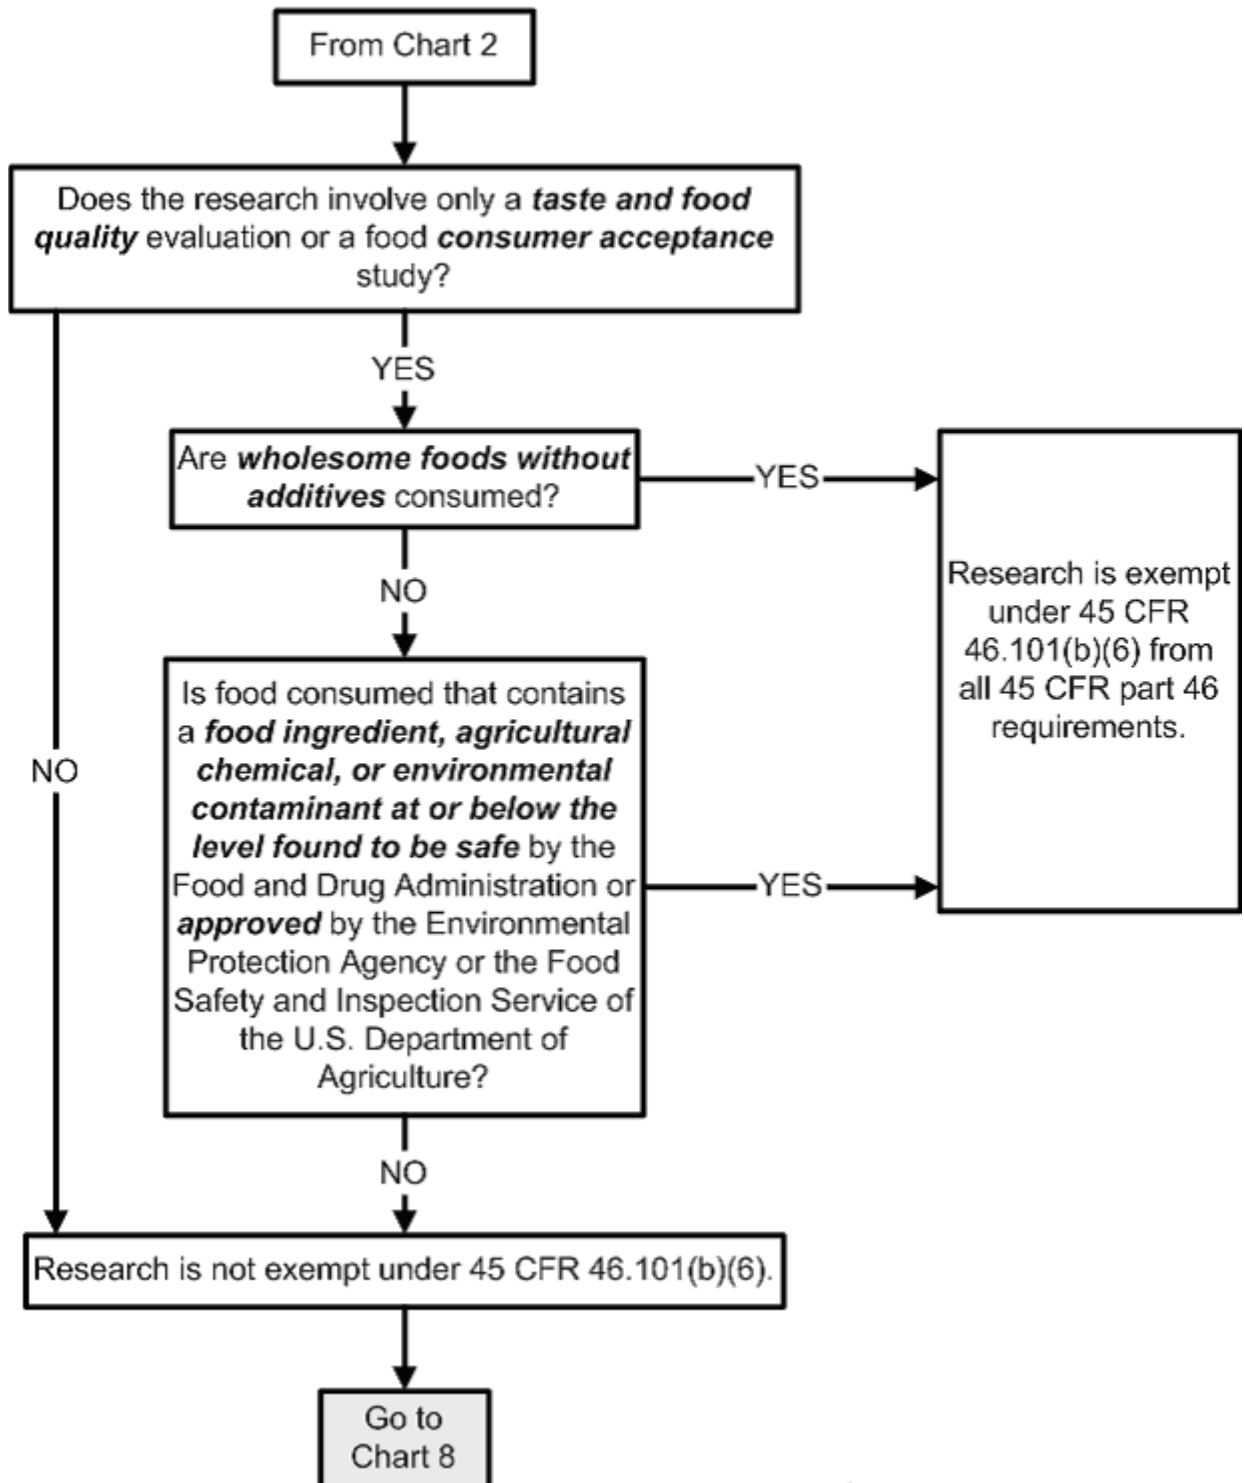 From Chart 2
Does the research involve only a taste and food
quality evaluation or a food consumer acceptance
study?
YES
Are wholesome foods without
additives consumed?
YES
NO
Is food consumed that contains
a food ingredient, agricultural
chemical, or environmental
contaminant at or below the
level found to be safe by the
Food and Drug Administration or
approved by the Environmental
Protection Agency or the Food
Safety and Inspection Service of
the U.S. Department of
Agriculture?
YES
Research is exempt
under 45 CFR
46.101(b)(6) from
all 45 CFR part 46
requirements.
NO
NO
Research is not exempt under 45 CFR 46.101(b)(6).
Go to
Chart 8